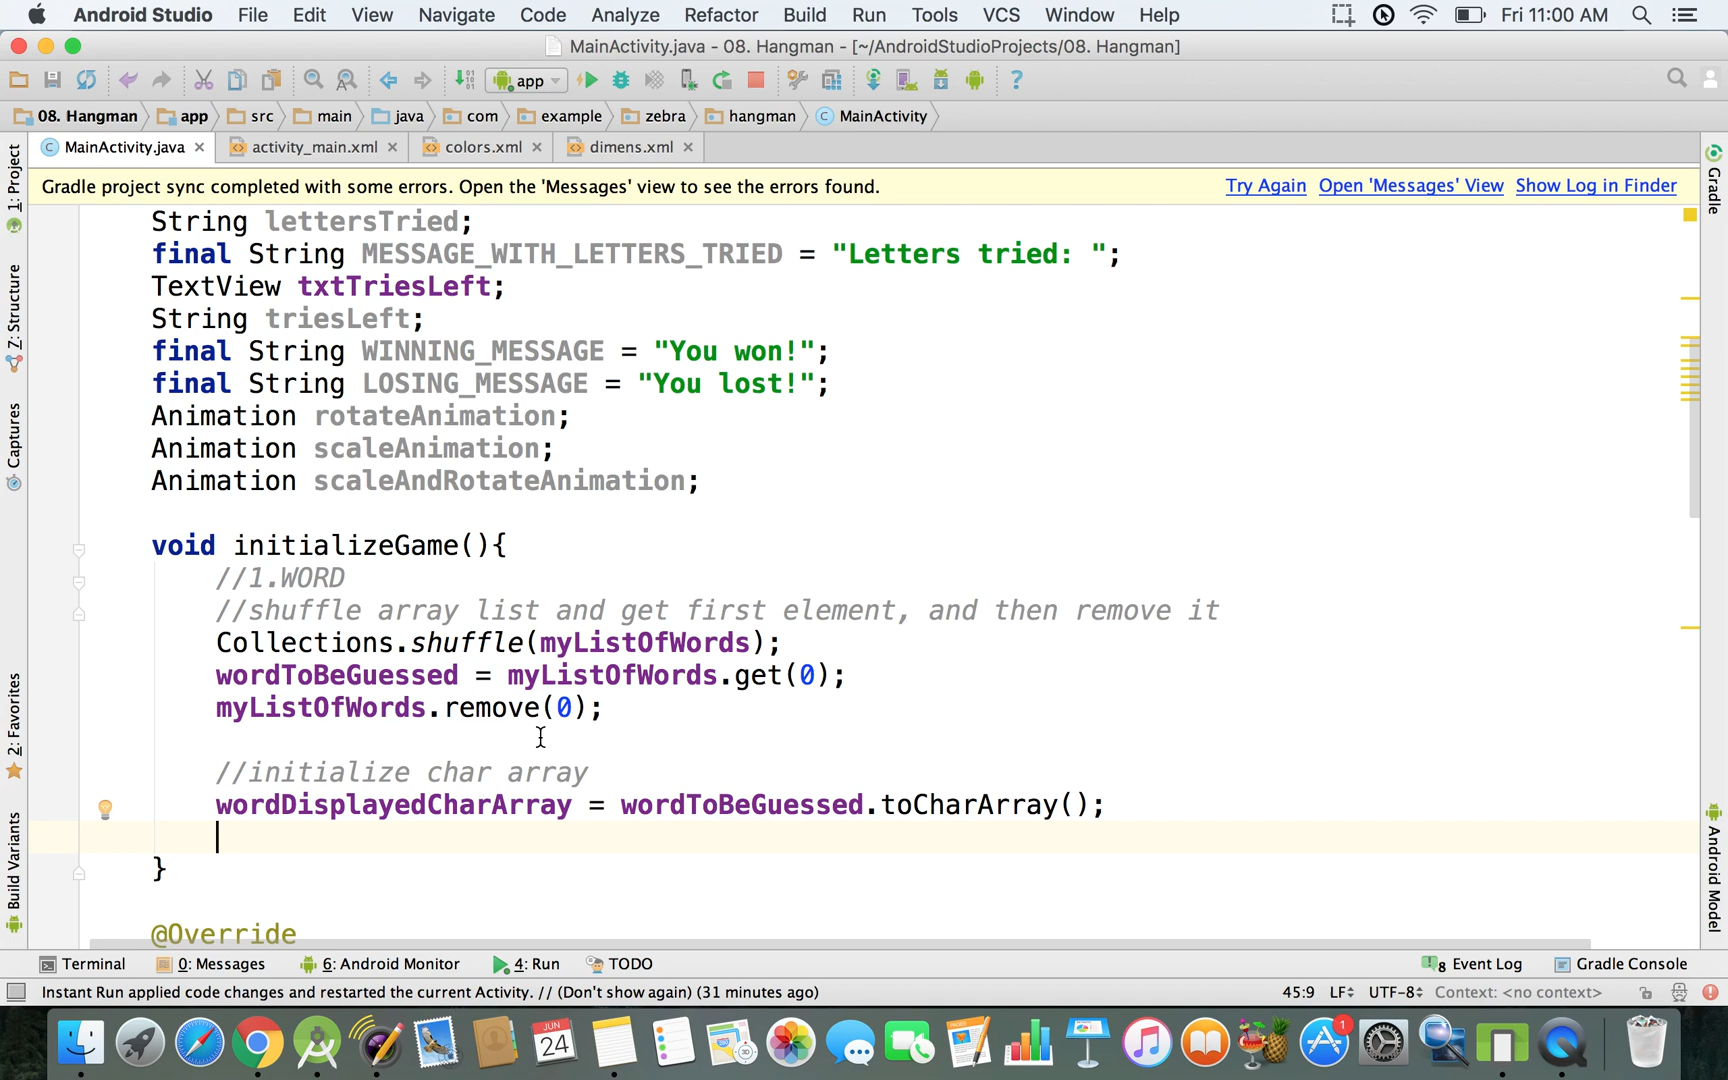 Android Studio File Edit View Navigate Code Analyze Refactor Build Run Tools VCS Window Help Fri 11:00 AM
MainActivity.java - 08. Hangman - [~/AndroidStudioProjects/08. Hangman]
app
08. Hangman app src main java com example zebra hangman MainActivity
MainActivity.java activity_main.xml colors.xml dimens.xml
Gradle project sync completed with some errors. Open the 'Messages' view to see the errors found. Try Again Open 'Messages' View Show Log in Finder
1: Project
7: Structure
Captures
2: Favorites
Build Variants
Gradle
Android Model
String lettersTried;
final String MESSAGE_WITH_LETTERS_TRIED = "Letters tried: ";
TextView txtTriesLeft;
String triesLeft;
final String WINNING_MESSAGE = "You won!";
final String LOSING_MESSAGE = "You lost!";
Animation rotateAnimation;
Animation scaleAnimation;
Animation scaleAndRotateAnimation;
void initializeGame(){
//1.WORD
//shuffle array list and get first element, and then remove it
Collections.shuffle(myListOfWords);
wordToBeGuessed = myListOfWords.get(0);
myListOfWords.remove(0);
//initialize char array
wordDisplayedCharArray = wordToBeGuessed.toCharArray();
}
@Override
Terminal 0: Messages 6: Android Monitor 4: Run TODO 8 Event Log Gradle Console
Instant Run applied code changes and restarted the current Activity. // (Don't show again) (31 minutes ago) 45:9 LF÷ UTF-8÷ Context: <no context>
JUN
24
1